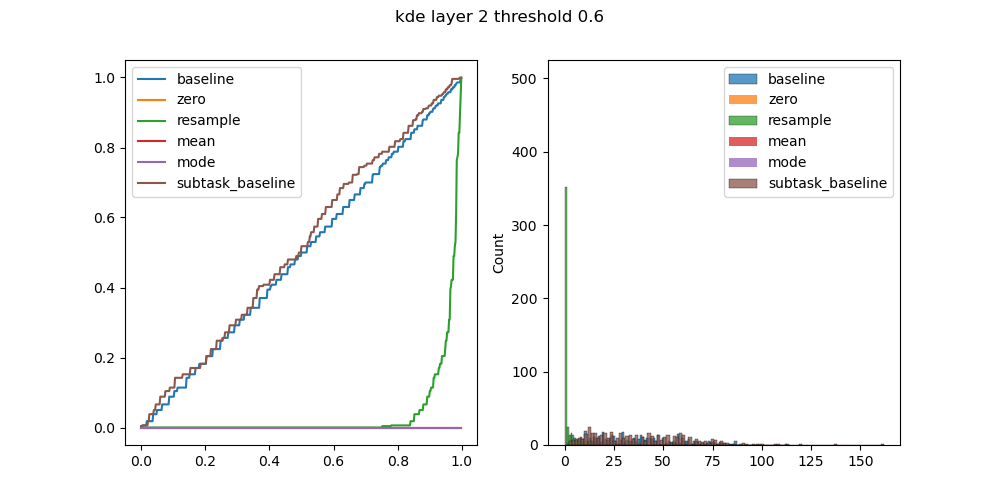 kde layer 2 threshold 0.6
1.0
0.8
0.6
0.4
0.2
0.0
0.0 0.2 0.4 0.6 0.8 1.0
baseline
zero
resample
mean
mode
subtask_baseline
Count
500
400
300
200
100
0
0 25 50 75 100 125 150
baseline
zero
resample
mean
mode
subtask_baseline